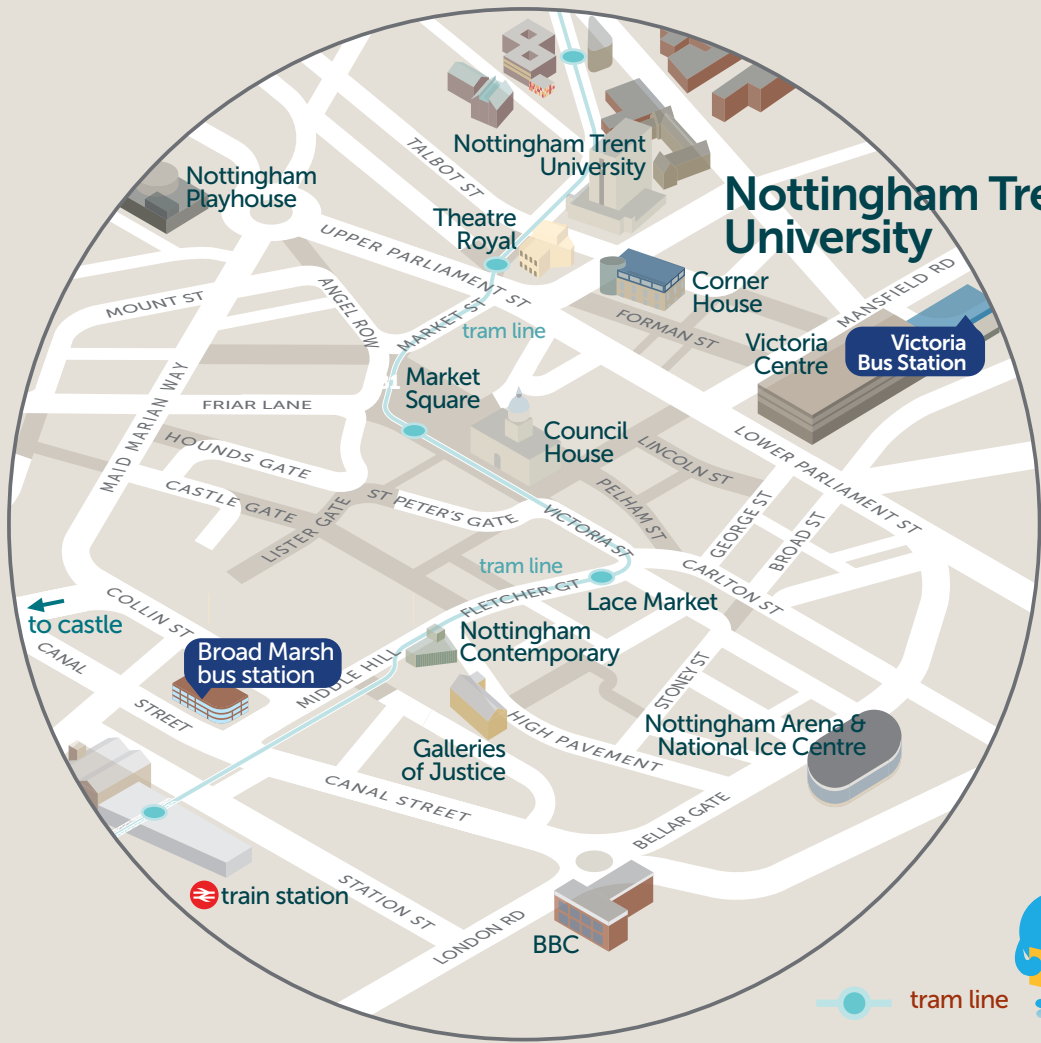 Nottingham Trent
University
Nottingham
Playhouse
TALBOT ST
Nottingham Tre
University
Theatre
Royal
UPPER PARLIAMENT ST
Corner
House
MANSFIELD RD
MOUNT ST
ANGEL ROW
MARKET ST
tram line
FORMAN ST
Victoria
Centre
Victoria
Bus Station
Market
Square
MAID MARIAN WAY
FRIAR LANE
Council
House
LINCOLN ST
LOWER PARLIAMENT ST
HOUNDS GATE
CASTLE GATE
LISTER GATE
ST PETER'S GATE
VICTORIA ST
PELHAM ST
GEORGE ST
BROAD ST
tram line
FLETCHER GT
CARLTON ST
Lace Market
to castle
COLLIN ST
CANAL
STREET
Broad Marsh
bus station
MIDDLE HILL
Nottingham
Contemporary
STONEY ST
HIGH PAVEMENT
Nottingham Arena &
National Ice Centre
Galleries
of Justice
CANAL STREET
BELLAR GATE
train station
STATION ST
LONDON RD
BBC
tram line